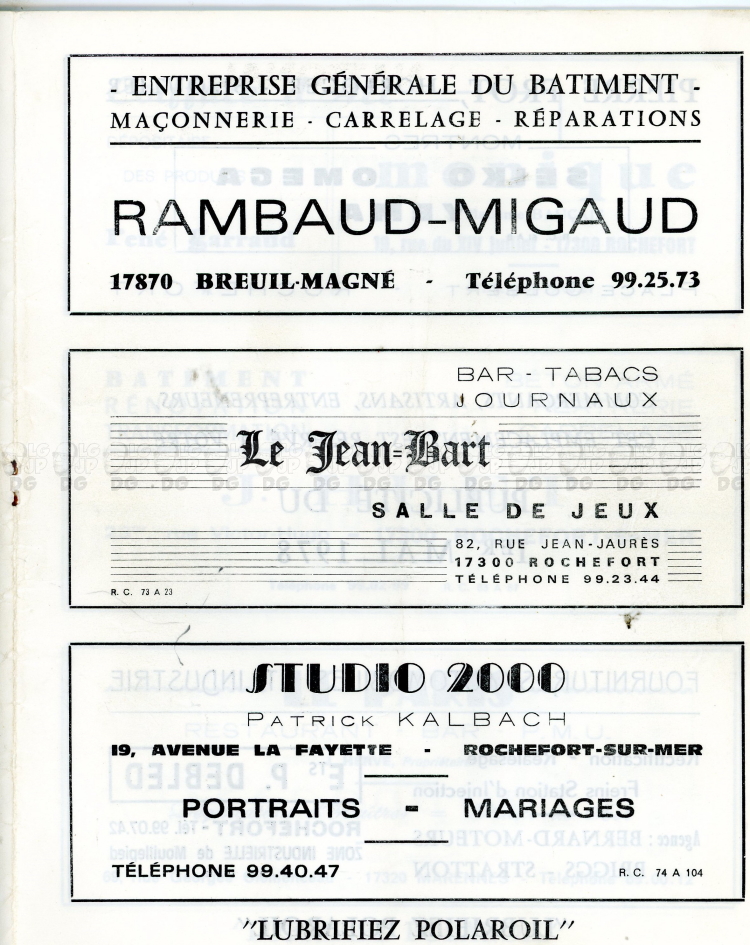 - ENTREPRISE GÉNÉRALE DU BATIMENT -
MAÇONNERIE - CARRELAGE - RÉPARATIONS
RAMBAUD-MIGAUD
17870 BREUIL-MAGNÉ - Téléphone 99.25.73
BAR - TABACS
JOURNAUX
Le Jean-Bart
SALLE DE JEUX
82, RUE JEAN-JAURÈS
17300 ROCHEFORT
TÉLÉPHONE 99.23.44
R. C. 73 A 23
STUDIO 2000
PATRICK KALBACH
19, AVENUE LA FAYETTE - ROCHEFORT-SUR-MER
PORTRAITS - MARIAGES
TÉLÉPHONE 99.40.47
R. C. 74 A 104
"LUBRIFIEZ POLAROIL"